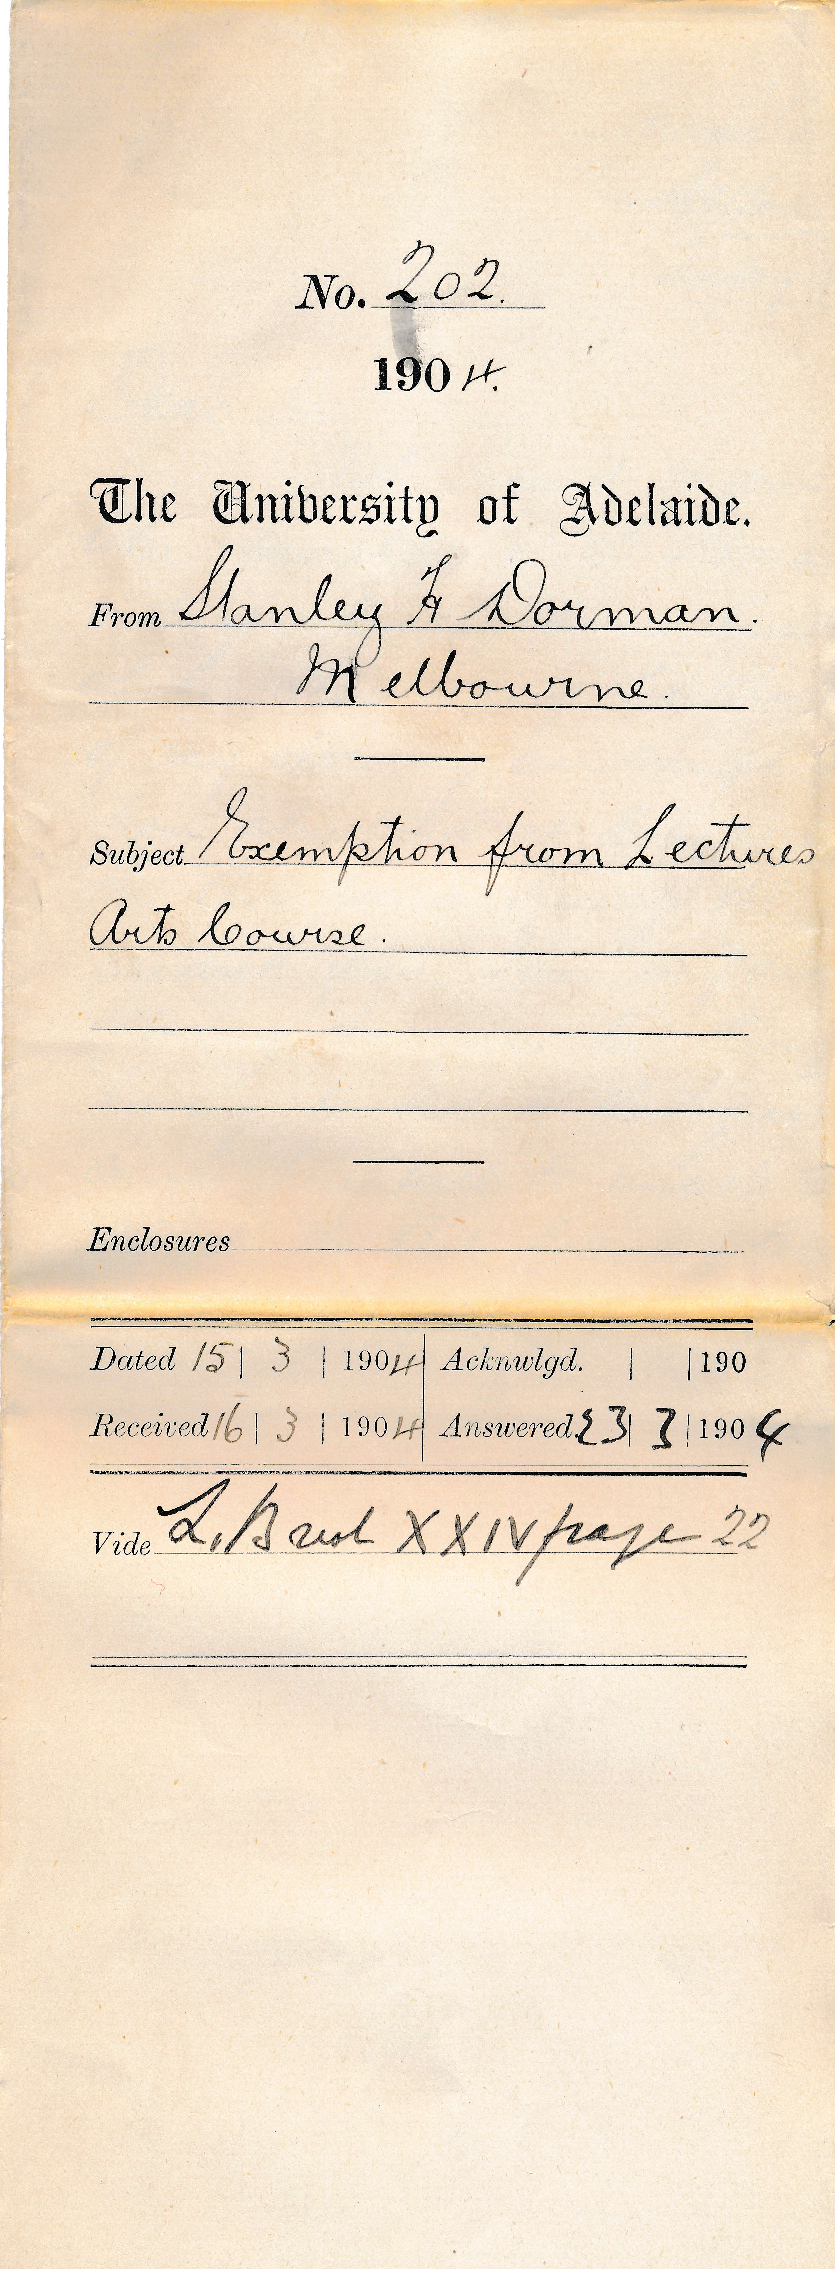 No. 202.
1904.
The University of Adelaide.
From Stanley H Dorman.
Melbourne.
Subject Exemption from Lectures
Arts Course.
Enclosures
Dated 15 | 3 | 1904 Acknwlgd. | | 190
Received 16 | 3 | 1904 Answered 23 | 3 | 1904
Vide L. B vol XXIV page 22